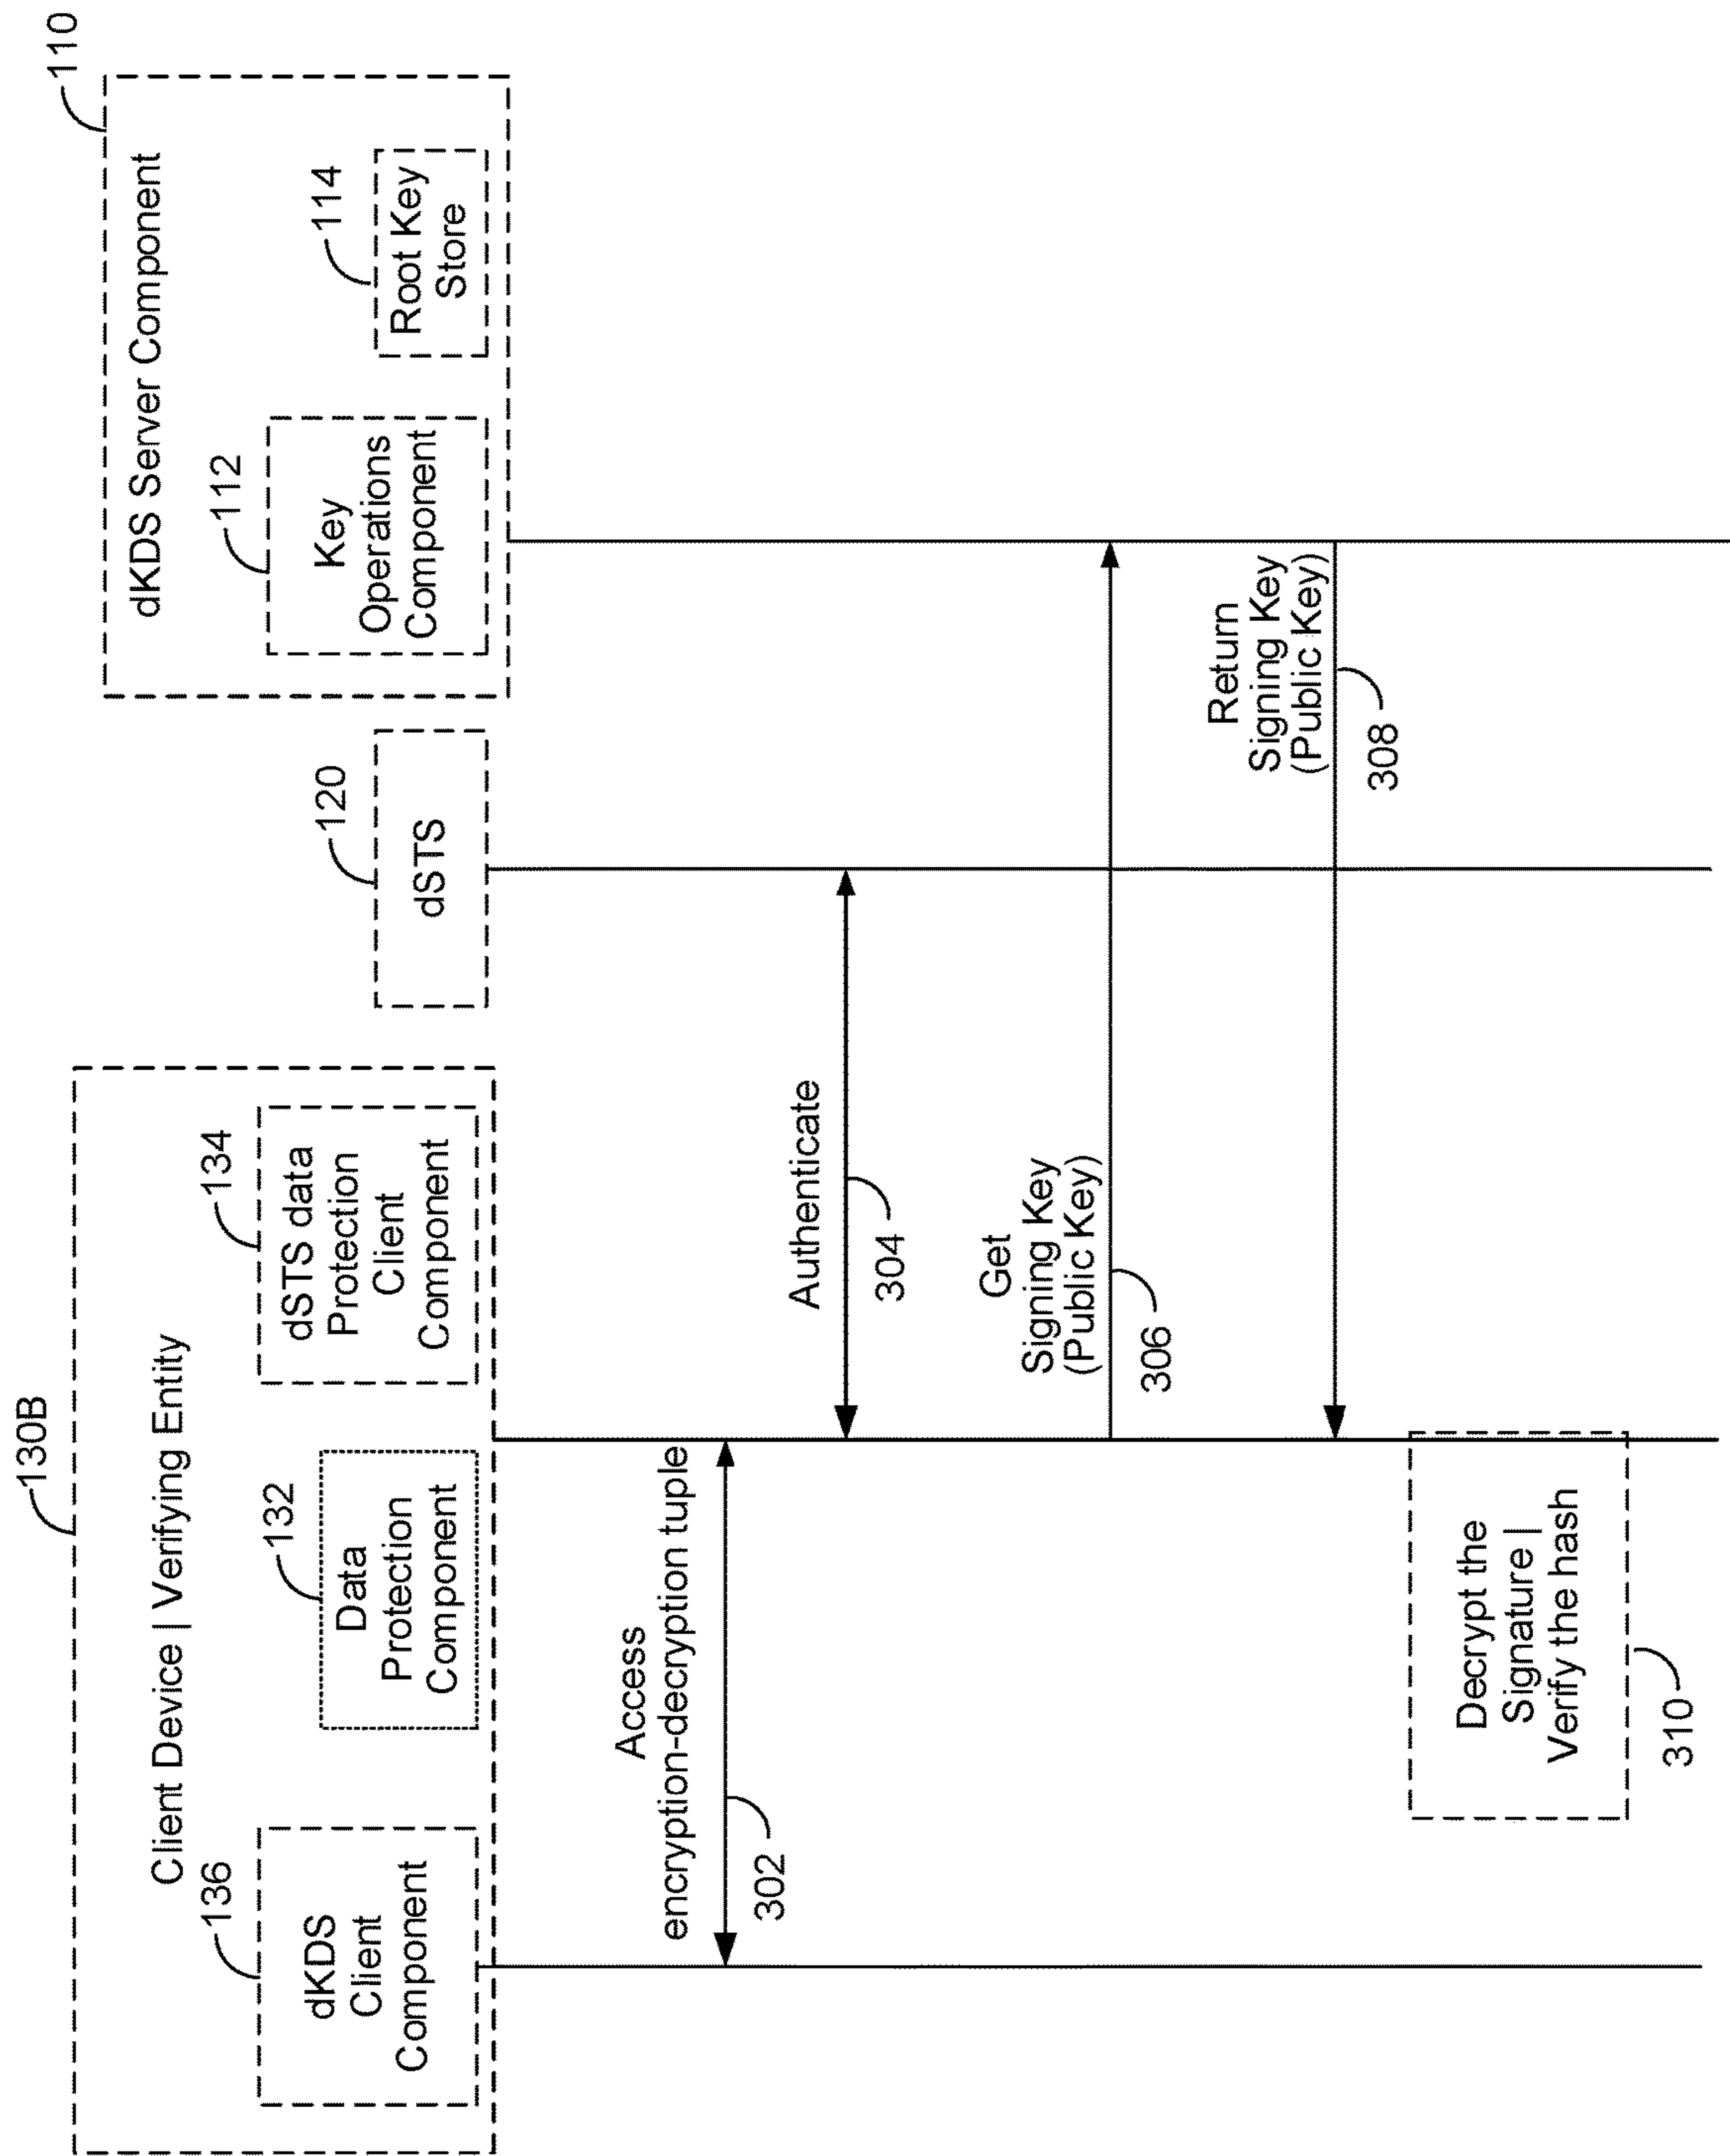 130B
Client Device | Verifying Entity
136
dKDS
Client
Component
132
Data
Protection
Component
134
dSTS data
Protection
Client
Component
120
dSTS
110
dKDS Server Component
112
Key
Operations
Component
114
Root Key
Store
Access
encryption-decryption tuple
302
Authenticate
304
Get
Signing Key
(Public Key)
306
Return
Signing Key
(Public Key)
308
Decrypt the
Signature |
Verify the hash
310